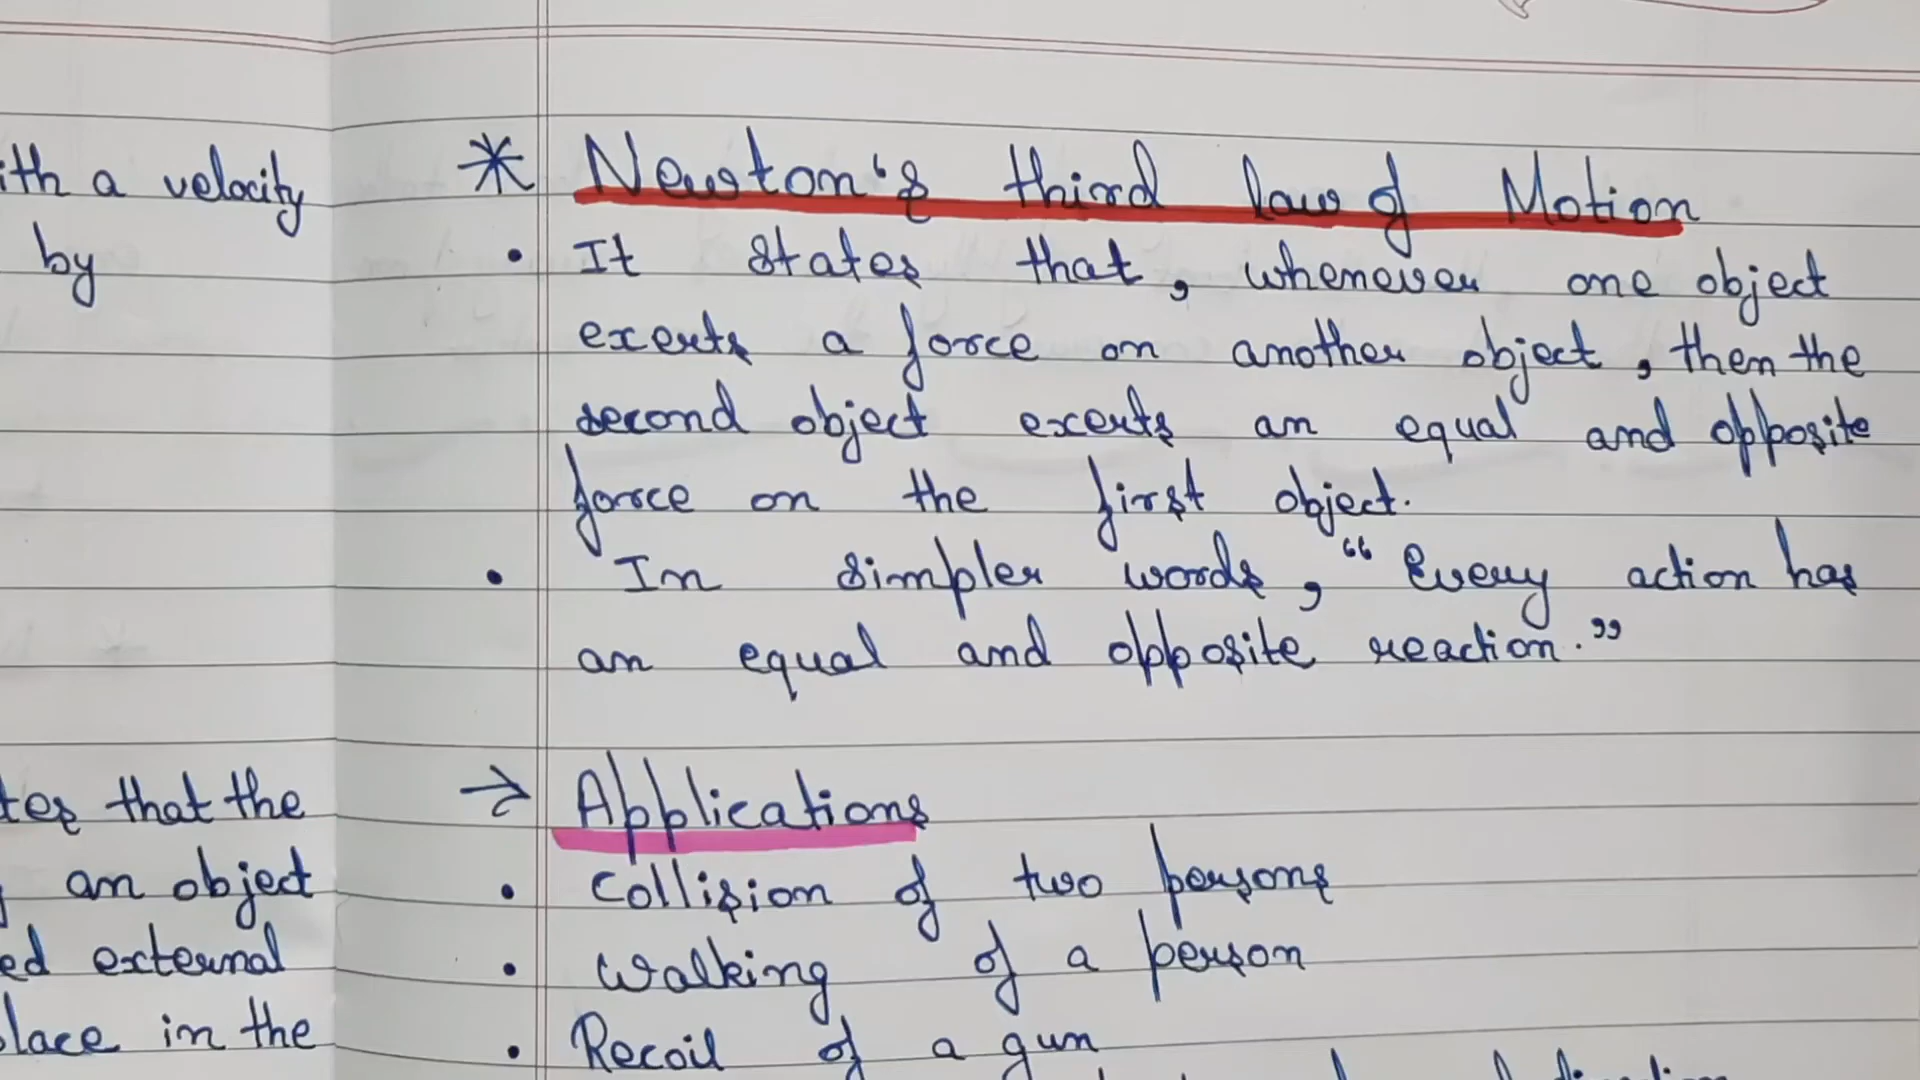 ith a velocity
by
tes that the
an object
ed external
lace in the
* Newton's third law of Motion
• It states that, whenever one object
exerts a force on another object, then the
second object exerts an equal and opposite
force on the first object.
• In simpler words, “Every action has
an equal and opposite reaction.”
→ Applications
• Collision of two persons
• Walking of a person
• Recoil of a gun